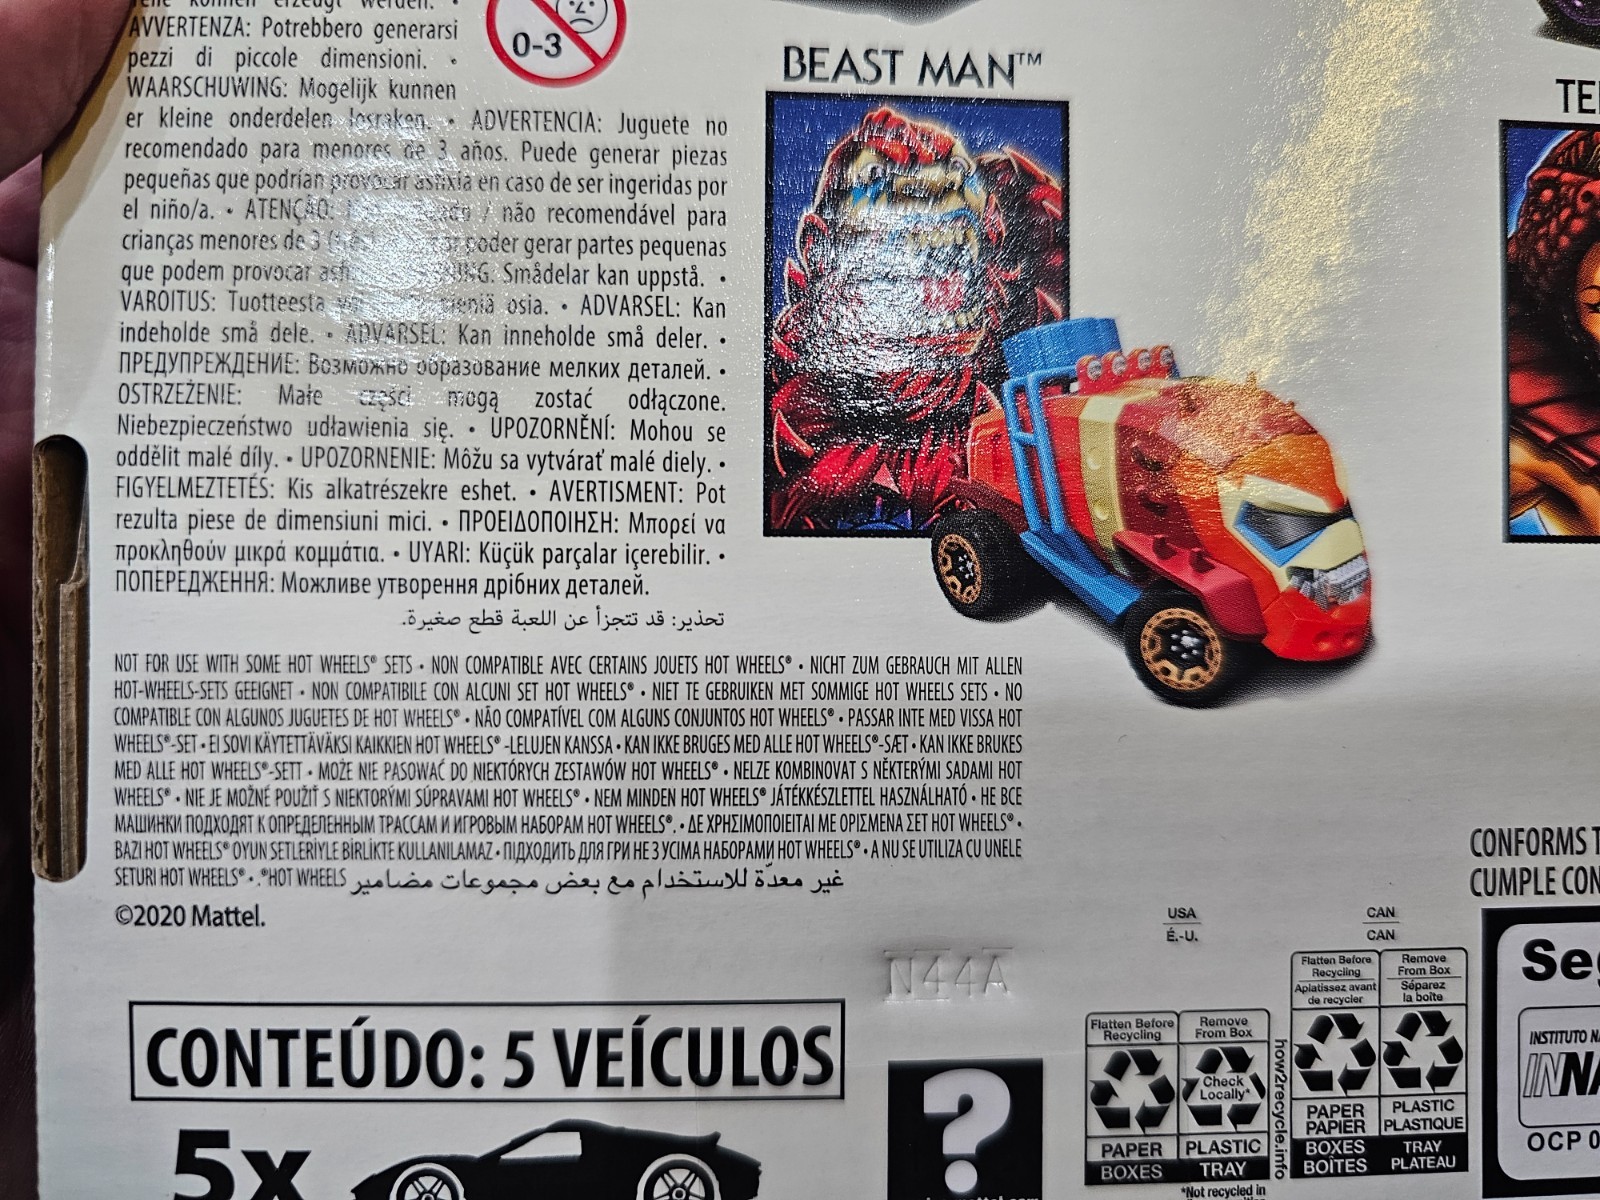 AVVERTENZA: Potrebbero generarsi
pezzi di piccole dimensioni. •
WAARSCHUWING: Mogelijk kunnen
er kleine onderdelen losraken. • ADVERTENCIA: Juguete no
recomendado para menores de 3 años. Puede generar piezas
pequeñas que podrían provocar asfixia en caso de ser ingeridas por
el niño/a. • ATENÇÃO: / não recomendável para
crianças menores de 3 poder gerar partes pequenas
que podem provocar Smådelar kan uppstå. •
VAROITUS: Tuotteesta osia. • ADVARSEL: Kan
indeholde små dele. • ADVARSEL: Kan inneholde små deler. •
ПРЕДУПРЕЖДЕНИЕ: Возможно образование мелких деталей. •
OSTRZEŻENIE: Małe części mogą zostać odłączone.
Niebezpieczeństwo udławienia się. • UPOZORNĚNÍ: Mohou se
oddělit malé díly. • UPOZORNENIE: Môžu sa vytvárať malé diely. •
FIGYELMEZTETÉS: Kis alkatrészekre eshet. • AVERTISMENT: Pot
rezulta piese de dimensiuni mici. • ΠΡΟΕΙΔΟΠΟΙΗΣΗ: Μπορεί να
προκληθούν μικρά κομμάτια. • UYARI: Küçük parçalar içerebilir. •
ПОПЕРЕДЖЕННЯ: Можливе утворення дрібних деталей.
تحذير: قد تتجزأ عن اللعبة قطع صغيرة.
0-3
BEAST MAN™
TE
NOT FOR USE WITH SOME HOT WHEELS® SETS • NON COMPATIBLE AVEC CERTAINS JOUETS HOT WHEELS® • NICHT ZUM GEBRAUCH MIT ALLEN
HOT-WHEELS-SETS GEEIGNET • NON COMPATIBILE CON ALCUNI SET HOT WHEELS® • NIET TE GEBRUIKEN MET SOMMIGE HOT WHEELS SETS • NO
COMPATIBLE CON ALGUNOS JUGUETES DE HOT WHEELS® • NÃO COMPATÍVEL COM ALGUNS CONJUNTOS HOT WHEELS® • PASSAR INTE MED VISSA HOT
WHEELS®-SET • EI SOVI KÄYTETTÄVÄKSI KAIKKIEN HOT WHEELS® -LELUJEN KANSSA • KAN IKKE BRUGES MED ALLE HOT WHEELS®-SÆT • KAN IKKE BRUKES
MED ALLE HOT WHEELS®-SETT • MOŻE NIE PASOWAĆ DO NIEKTÓRYCH ZESTAWÓW HOT WHEELS® • NELZE KOMBINOVAT S NĚKTERÝMI SADAMI HOT
WHEELS® • NIE JE MOŽNÉ POUŽIŤ S NIEKTORÝMI SÚPRAVAMI HOT WHEELS® • NEM MINDEN HOT WHEELS® JÁTÉKKÉSZLETTEL HASZNÁLHATÓ • НЕ ВСЕ
МАШИНКИ ПОДХОДЯТ К ОПРЕДЕЛЕННЫМ ТРАССАМ И ИГРОВЫМ НАБОРАМ HOT WHEELS®. • ΔΕ ΧΡΗΣΙΜΟΠΟΙΕΙΤΑΙ ΜΕ ΟΡΙΣΜΕΝΑ ΣΕΤ HOT WHEELS® •
BAZI HOT WHEELS® OYUN SETLERİYLE BİRLİKTE KULLANILAMAZ • ПІДХОДИТЬ ДЛЯ ГРИ НЕ З УСІМА НАБОРАМИ HOT WHEELS® • A NU SE UTILIZA CU UNELE
SETURI HOT WHEELS® • .®HOT WHEELS غير معدّة للاستخدام مع بعض مجموعات مضامير
©2020 Mattel.
N44A
CONFORMS T
CUMPLE CON
CONTEÚDO: 5 VEÍCULOS
5x
?
USA
É.-U.
Flatten Before
Recycling
Remove
From Box
Check
Locally*
PAPER
PLASTIC
BOXES
TRAY
*Not recycled in
how2recycle.info
CAN
CAN
Flatten Before
Recycling
Aplatissez avant
de recycler
Remove
From Box
Séparez
la boîte
PAPER
PAPIER
PLASTIC
PLASTIQUE
BOXES
BOÎTES
TRAY
PLATEAU
Seg
INSTITUTO NA
OCP 0